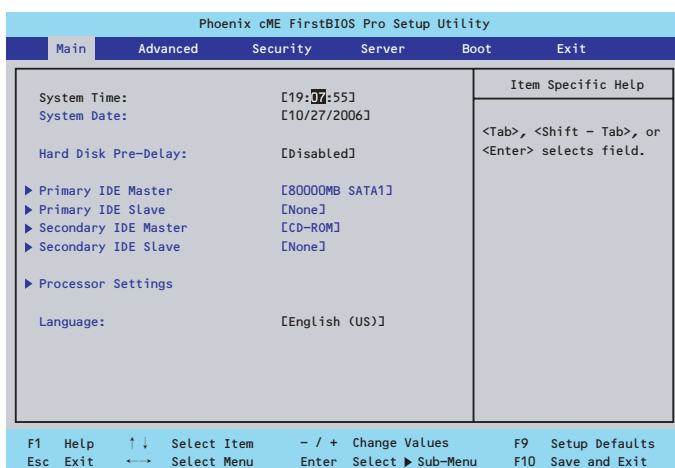 Phoenix cME FirstBIOS Pro Setup Utility
Main Advanced Security Server Boot Exit
Item Specific Help
System Time: [19:07:55]
System Date: [10/27/2006]
<Tab>, <Shift - Tab>, or
<Enter> selects field.
Hard Disk Pre-Delay: [Disabled]
▶ Primary IDE Master [80000MB SATA1]
▶ Primary IDE Slave [None]
▶ Secondary IDE Master [CD-ROM]
▶ Secondary IDE Slave [None]
▶ Processor Settings
Language: [English (US)]
F1 Help ↑↓ Select Item - / + Change Values F9 Setup Defaults
Esc Exit ←→ Select Menu Enter Select ▶ Sub-Menu F10 Save and Exit